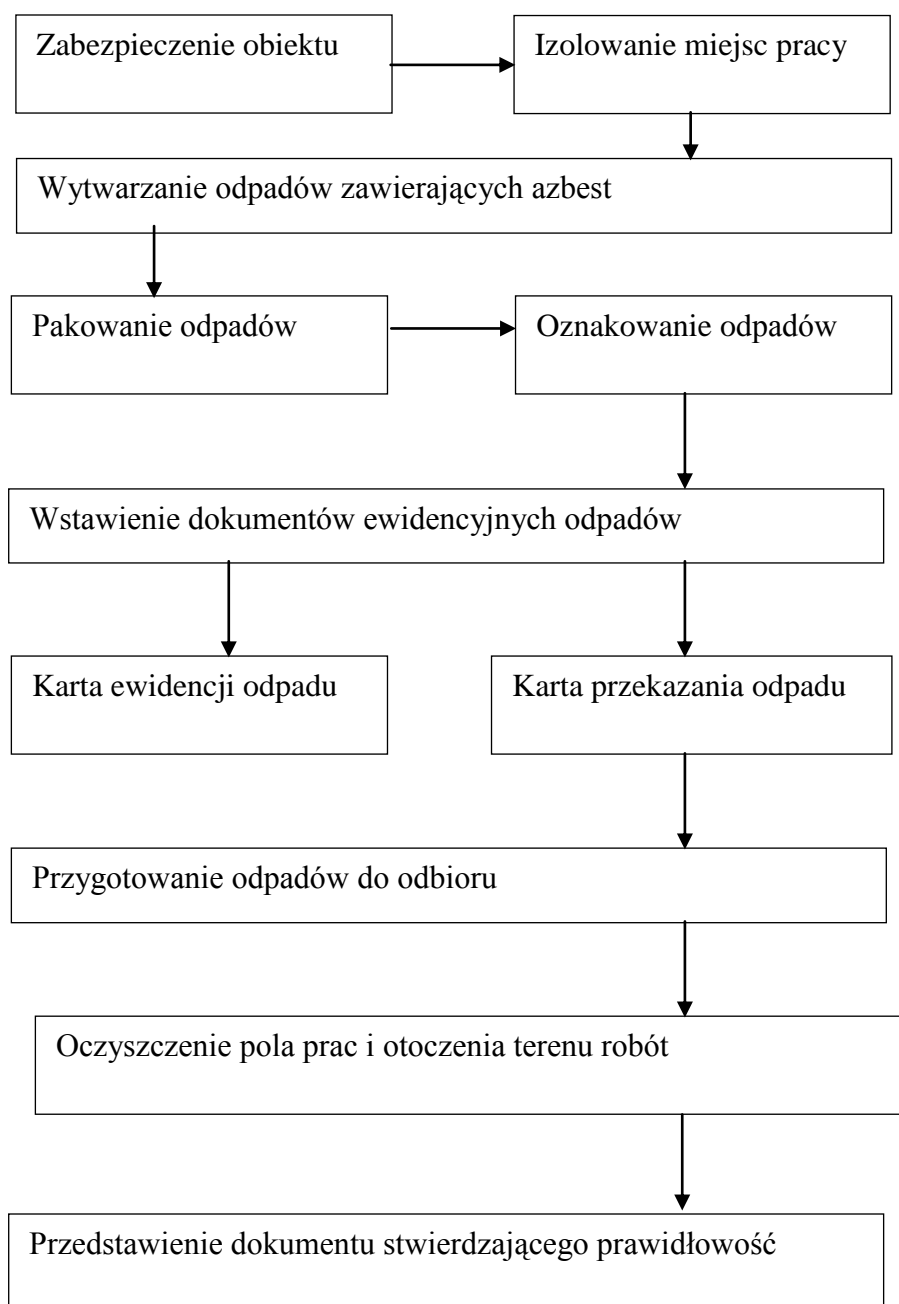 Zabezpieczenie obiektu
Izolowanie miejsc pracy
Wytwarzanie odpadów zawierających azbest
Pakowanie odpadów
Oznakowanie odpadów
Wstawienie dokumentów ewidencyjnych odpadów
Karta ewidencji odpadu
Karta przekazania odpadu
Przygotowanie odpadów do odbioru
Oczyszczenie pola prac i otoczenia terenu robót
Przedstawienie dokumentu stwierdzającego prawidłowość